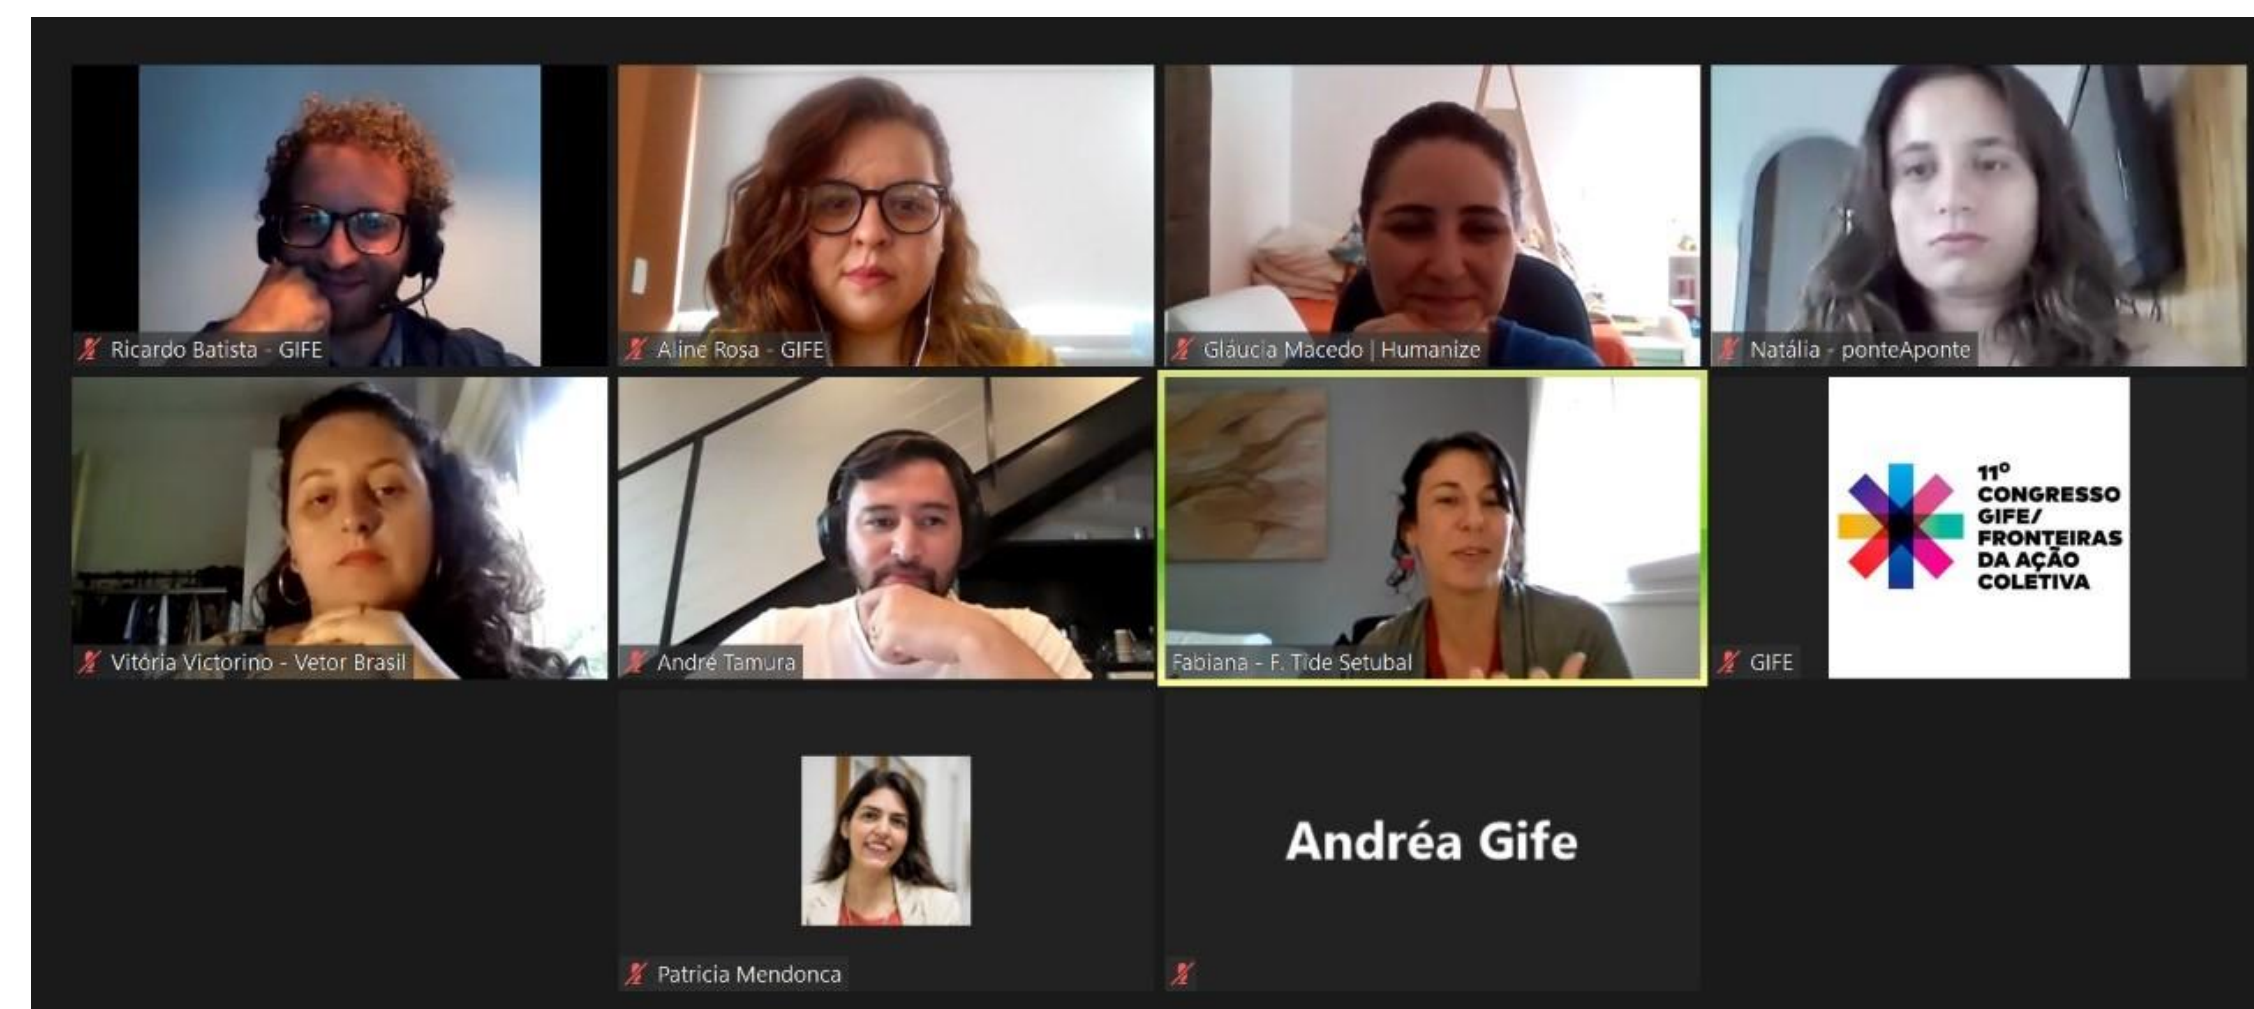 Ricardo Batista - GIFE
Aline Rosa - GIFE
Gláucia Macedo | Humanize
Natália - ponteAponte
Vitória Victorino - Vetor Brasil
André Tamura
Fabiana - F. Tide Setubal
11º
CONGRESSO
GIFE/
FRONTEIRAS
DA AÇÃO
COLETIVA
GIFE
Patricia Mendonca
Andréa Gife